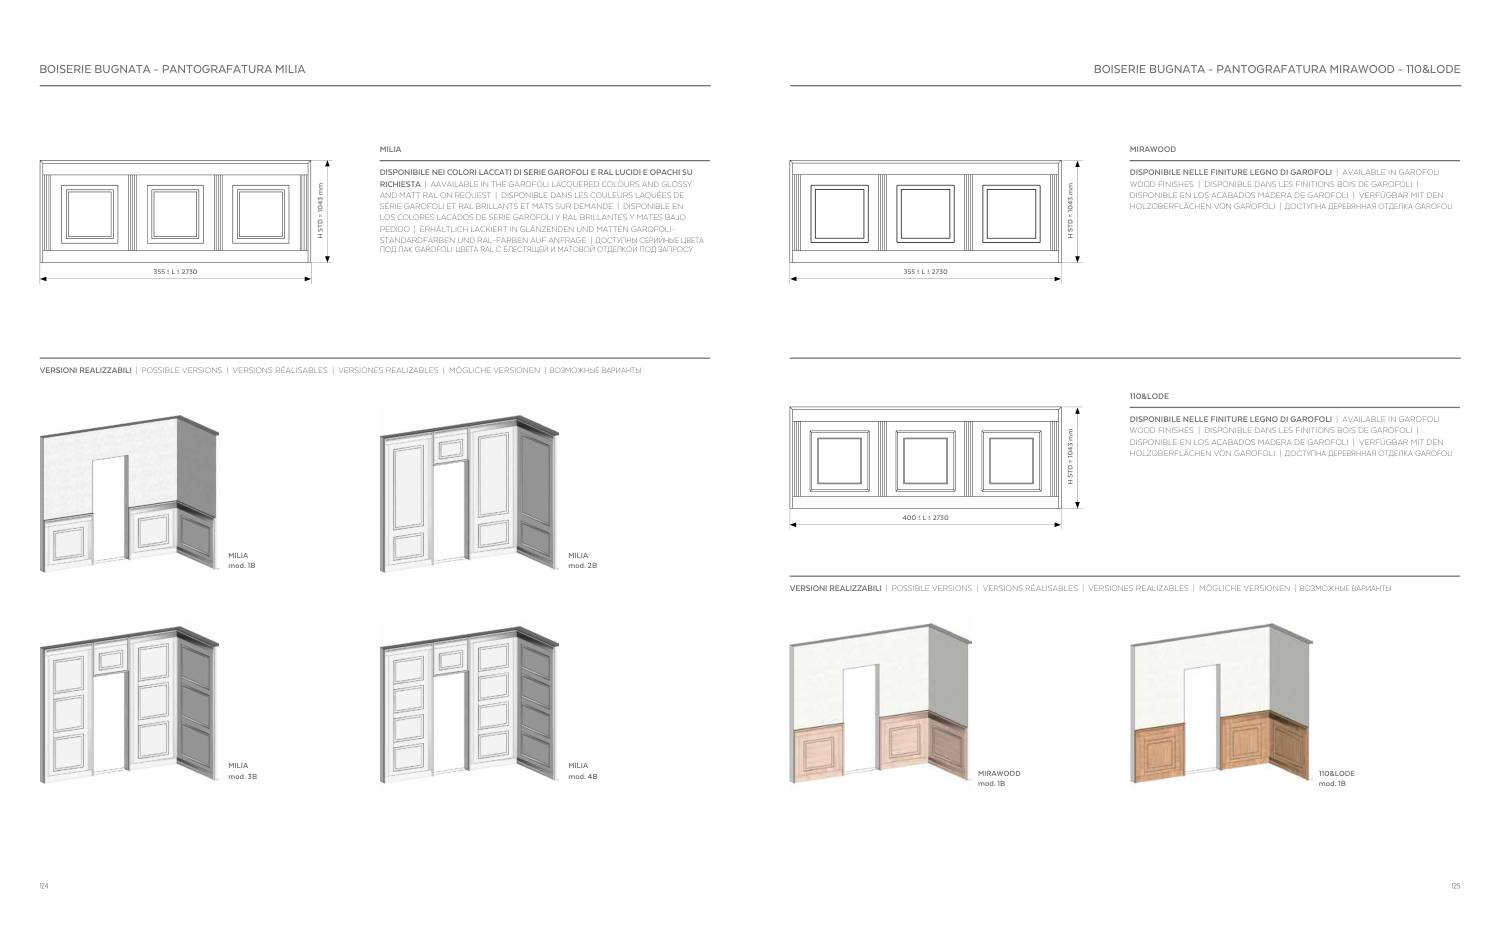 BOISERIE BUGNATA - PANTOGRAFATURA MILIA
MILIA
DISPONIBILE NEI COLORI LACCATI DI SERIE GAROFOLI E RAL LUCIDI E OPACHI SU
RICHIESTA | AAVAILABLE IN THE GAROFOLI LACQUERED COLOURS AND GLOSSY
AND MATT RAL ON REQUEST | DISPONIBLE DANS LES COULEURS LAQUÉES DE
SÉRIE GAROFOLI ET RAL BRILLANTS ET MATS SUR DEMANDE | DISPONIBLE EN
LOS COLORES LACADOS DE SERIE GAROFOLI Y RAL BRILLANTES Y MATES BAJO
PEDIDO | ERHÄLTLICH LACKIERT IN GLÄNZENDEN UND MATTEN GAROFOLI-
STANDARDFARBEN UND RAL-FARBEN AUF ANFRAGE | ДОСТУПНЫ СЕРИЙНЫЕ ЦВЕТА
ПОД ЛАК GAROFOLI. ЦВЕТА RAL С БЛЕСТЯЩЕЙ И МАТОВОЙ ОТДЕЛКОЙ ПОД ЗАПРОСУ
H STD = 1043 mm
355 ≤ L ≤ 2730
VERSIONI REALIZZABILI | POSSIBLE VERSIONS | VERSIONS RÉALISABLES | VERSIONES REALIZABLES | MÖGLICHE VERSIONEN | ВОЗМОЖНЫЕ ВАРИАНТЫ
MILIA
mod. 1B
MILIA
mod. 2B
MILIA
mod. 3B
MILIA
mod. 4B
124
BOISERIE BUGNATA - PANTOGRAFATURA MIRAWOOD - 110&LODE
MIRAWOOD
DISPONIBILE NELLE FINITURE LEGNO DI GAROFOLI | AVAILABLE IN GAROFOLI
WOOD FINISHES | DISPONIBLE DANS LES FINITIONS BOIS DE GAROFOLI |
DISPONIBLE EN LOS ACABADOS MADERA DE GAROFOLI | VERFÜGBAR MIT DEN
HOLZOBERFLÄCHEN VON GAROFOLI | ДОСТУПНА ДЕРЕВЯННАЯ ОТДЕЛКА GAROFOLI
H STD = 1043 mm
355 ≤ L ≤ 2730
110&LODE
DISPONIBILE NELLE FINITURE LEGNO DI GAROFOLI | AVAILABLE IN GAROFOLI
WOOD FINISHES | DISPONIBLE DANS LES FINITIONS BOIS DE GAROFOLI |
DISPONIBLE EN LOS ACABADOS MADERA DE GAROFOLI | VERFÜGBAR MIT DEN
HOLZOBERFLÄCHEN VON GAROFOLI | ДОСТУПНА ДЕРЕВЯННАЯ ОТДЕЛКА GAROFOLI
H STD = 1043 mm
400 ≤ L ≤ 2730
VERSIONI REALIZZABILI | POSSIBLE VERSIONS | VERSIONS RÉALISABLES | VERSIONES REALIZABLES | MÖGLICHE VERSIONEN | ВОЗМОЖНЫЕ ВАРИАНТЫ
MIRAWOOD
mod. 1B
110&LODE
mod. 1B
125